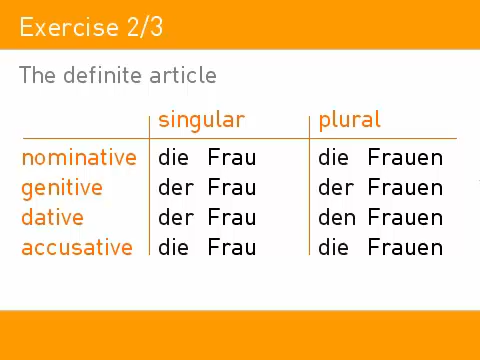 Exercise 2/3
The definite article
singular plural
nominative die Frau die Frauen
genitive der Frau der Frauen
dative der Frau den Frauen
accusative die Frau die Frauen